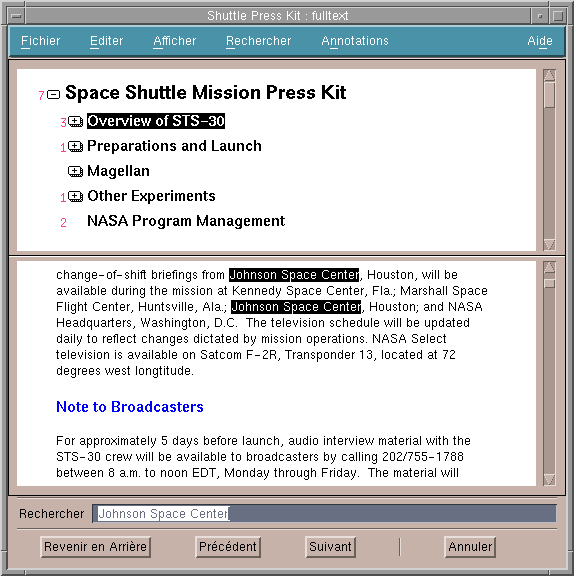 Shuttle Press Kit : fulltext
Fichier Editer Afficher Rechercher Annotations Aide
7 Space Shuttle Mission Press Kit
3 Overview of STS-30
1 Preparations and Launch
Magellan
1 Other Experiments
2 NASA Program Management
change-of-shift briefings from Johnson Space Center, Houston, will be
available during the mission at Kennedy Space Center, Fla.; Marshall Space
Flight Center, Huntsville, Ala.; Johnson Space Center, Houston; and NASA
Headquarters, Washington, D.C. The television schedule will be updated
daily to reflect changes dictated by mission operations. NASA Select
television is available on Satcom F-2R, Transponder 13, located at 72
degrees west longtitude.
Note to Broadcasters
For approximately 5 days before launch, audio interview material with the
STS-30 crew will be available to broadcasters by calling 202/755-1788
between 8 a.m. to noon EDT, Monday through Friday. The material will
Rechercher Johnson Space Center
Revenir en Arrière Précédent Suivant Annuler